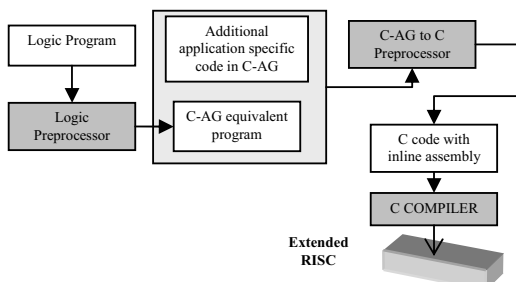 Logic Program
Logic
Preprocessor
Additional
application specific
code in C-AG
C-AG equivalent
program
C-AG to C
Preprocessor
C code with
inline assembly
C COMPILER
Extended
RISC